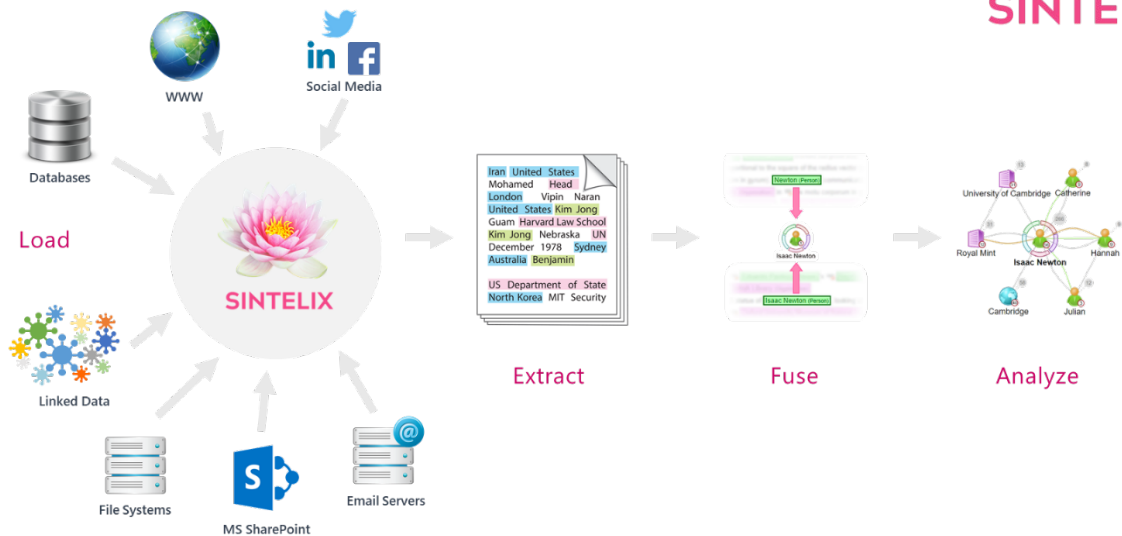 SINTE
WWW
in f
Social Media
Databases
Load
SINTELIX
Linked Data
File Systems
S
MS SharePoint
@
Email Servers
Iran United States
Mohamed Head
London Vipin Naran
United States Kim Jong
Guam Harvard Law School
Kim Jong Nebraska UN
December 1978 Sydney
Australia Benjamin
US Department of State
North Korea MIT Security
Extract
Newton (Person)
Isaac Newton
Isaac Newton (Person)
Fuse
University of Cambridge
Catherine
Royal Mint
Isaac Newton
Hannah
Cambridge
Julian
Analyze